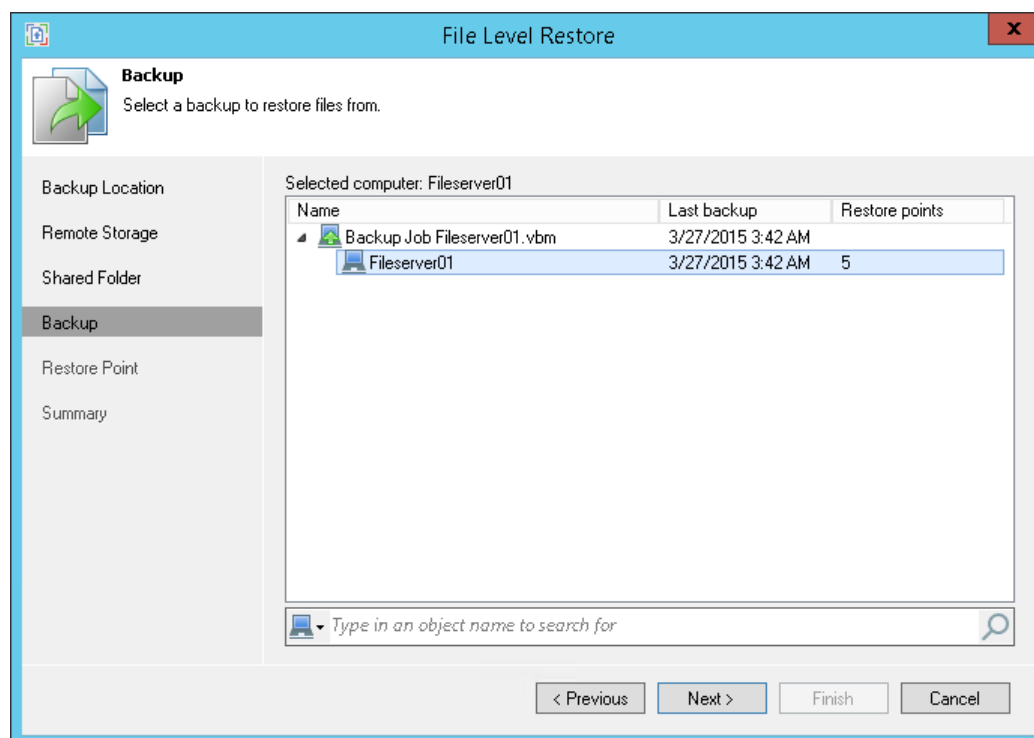 File Level Restore
x
Backup
Select a backup to restore files from.
Backup Location
Remote Storage
Shared Folder
Backup
Restore Point
Summary
Selected computer: Fileserver01
Name Last backup Restore points
Backup Job Fileserver01.vbm 3/27/2015 3:42 AM
Fileserver01 3/27/2015 3:42 AM 5
Type in an object name to search for
< Previous Next > Finish Cancel